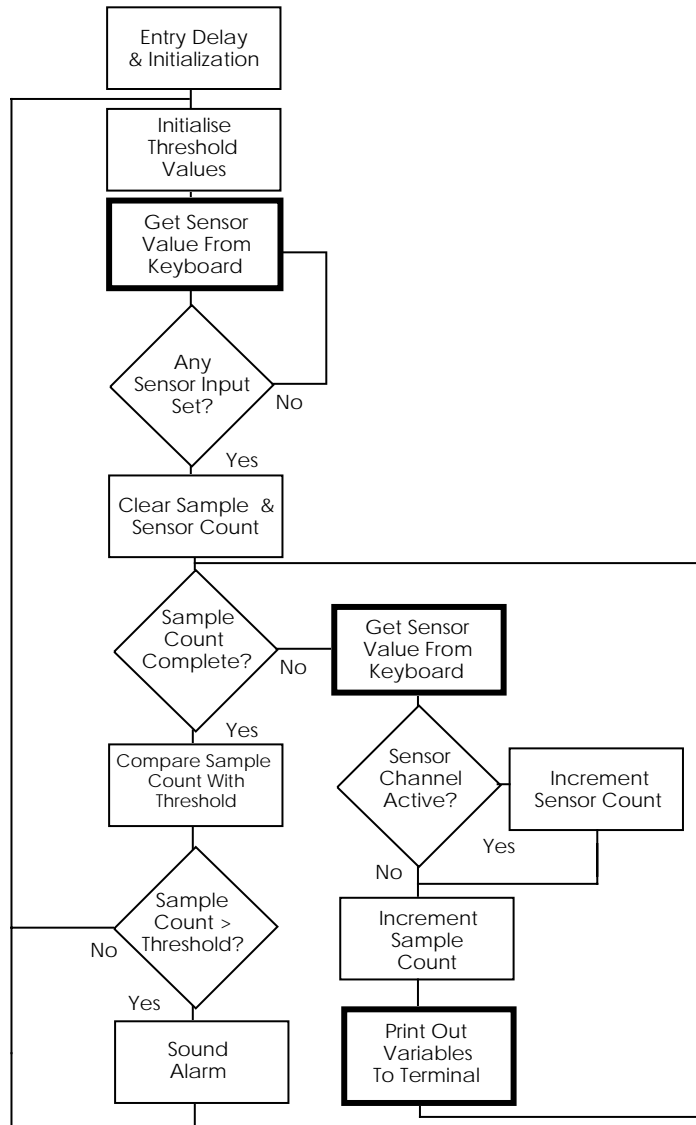 Entry Delay
& Initialization
Initialise
Threshold
Values
Get Sensor
Value From
Keyboard
Any
Sensor Input
Set?
No
Yes
Clear Sample &
Sensor Count
Sample
Count
Complete?
No
Get Sensor
Value From
Keyboard
Yes
Compare Sample
Count With
Threshold
Sensor
Channel
Active?
Increment
Sensor Count
Yes
No
Sample
Count >
Threshold?
No
Increment
Sample
Count
Yes
Sound
Alarm
Print Out
Variables
To Terminal